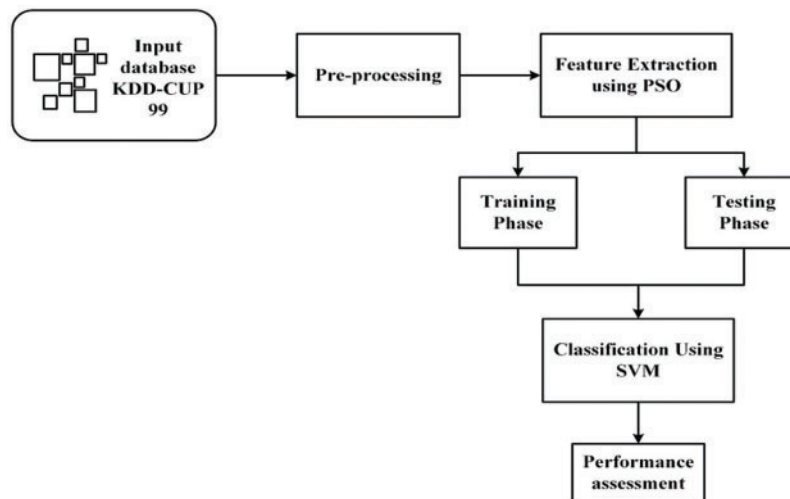 Input
database
KDD-CUP
99
Pre-processing
Feature Extraction
using PSO
Training
Phase
Testing
Phase
Classification Using
SVM
Performance
assessment